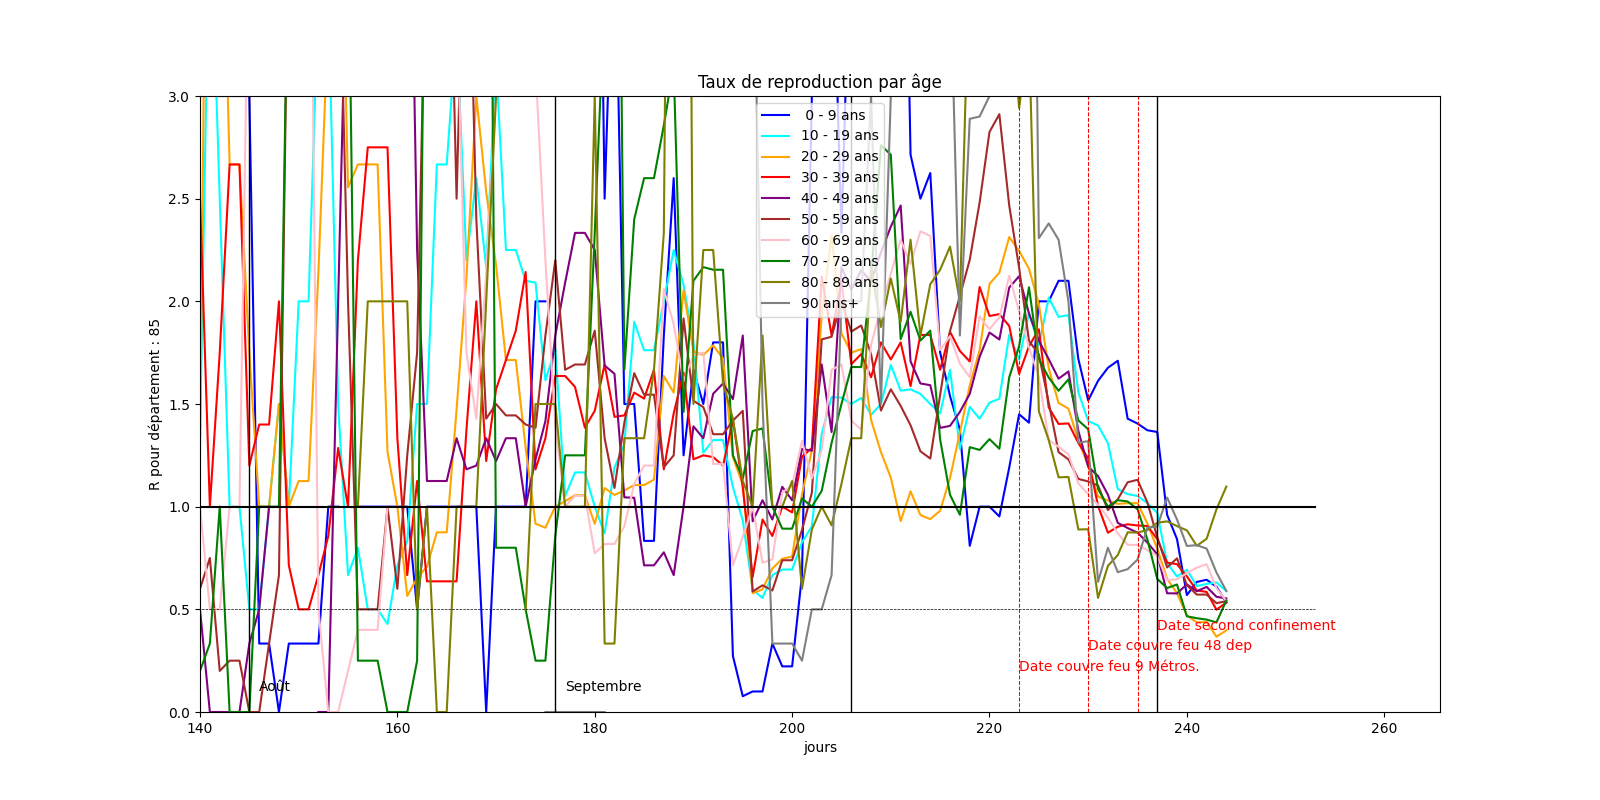 Taux de reproduction par âge
R pour département : 85
3.0
2.5
2.0
1.5
1.0
0.5
0.0
0 - 9 ans
10 - 19 ans
20 - 29 ans
30 - 39 ans
40 - 49 ans
50 - 59 ans
60 - 69 ans
70 - 79 ans
80 - 89 ans
90 ans+
Date second confinement
Date couvre feu 48 dep
Date couvre feu 9 Métros.
Août
Septembre
140 160 180 200 220 240 260
jours